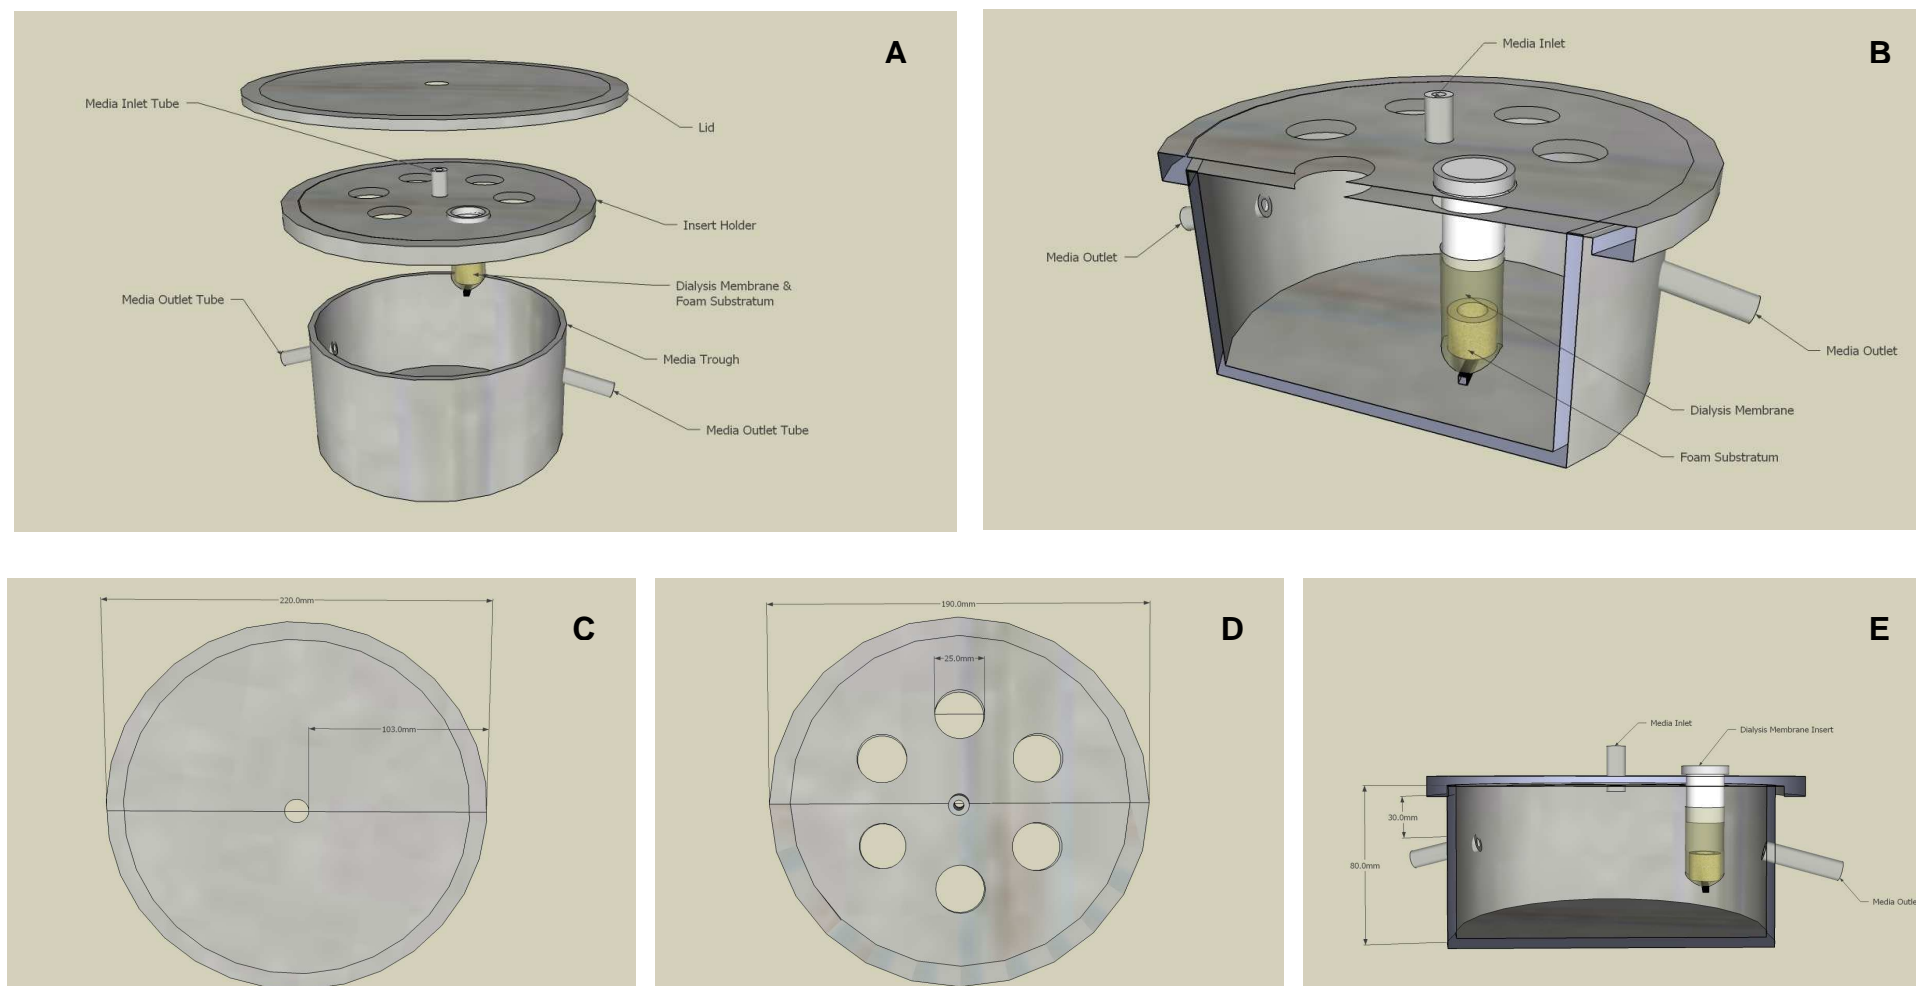 A
Media Inlet Tube
Lid
Insert Holder
Dialysis Membrane &
Foam Substratum
Media Outlet Tube
Media Trough
Media Outlet Tube
B
Media Inlet
Media Outlet
Media Outlet
Dialysis Membrane
Foam Substratum
C
220.0mm
103.0mm
D
190.0mm
25.0mm
E
Media Inlet
Dialysis Membrane Insert
30.0mm
80.0mm
Media Outle